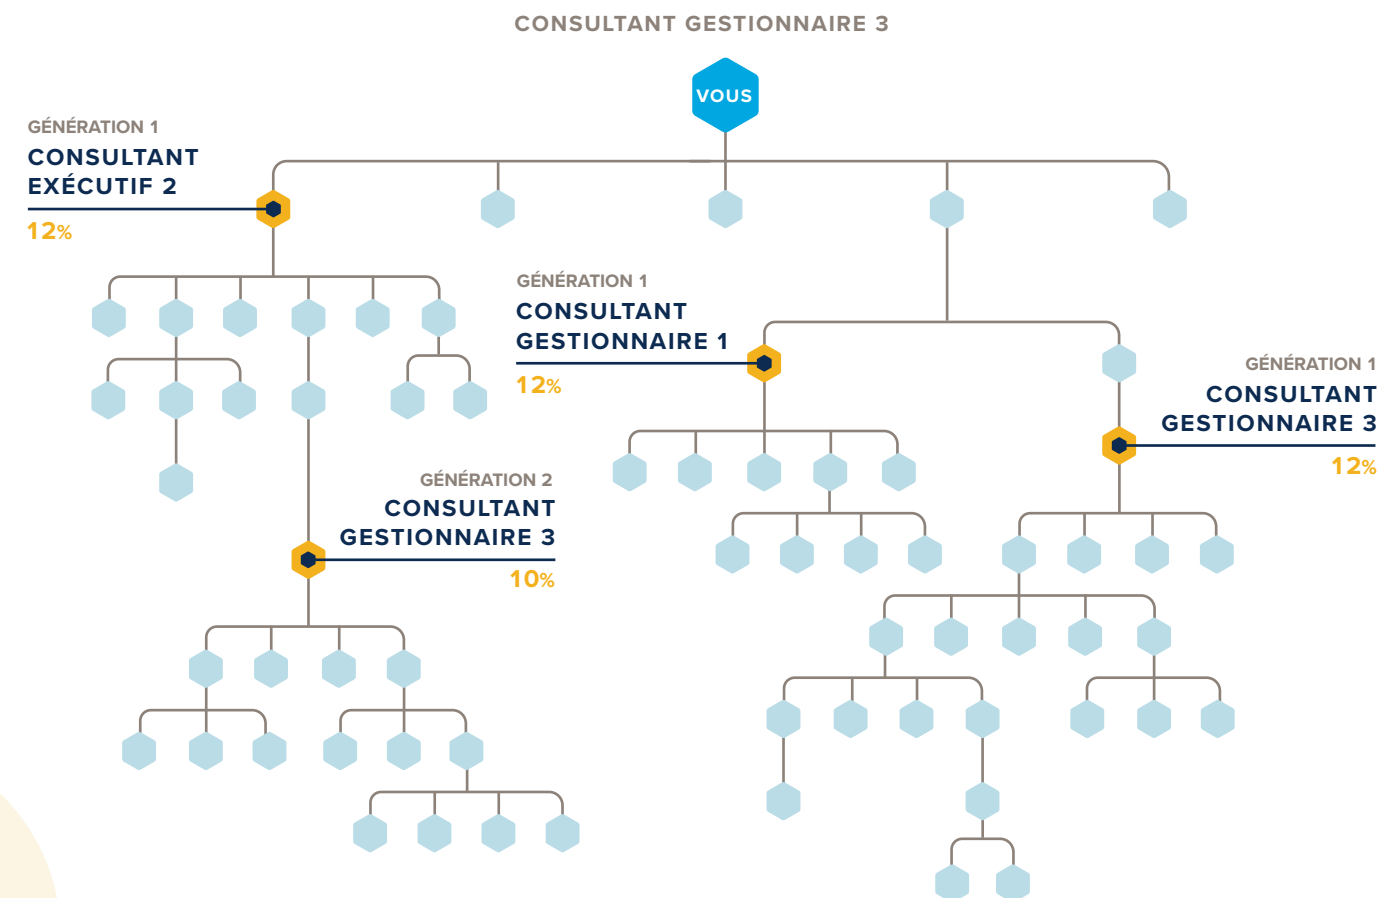 CONSULTANT GESTIONNAIRE 3
VOUS
GÉNÉRATION 1
CONSULTANT
EXÉCUTIF 2
12%
GÉNÉRATION 1
CONSULTANT
GESTIONNAIRE 1
12%
GÉNÉRATION 1
CONSULTANT
GESTIONNAIRE 3
12%
GÉNÉRATION 2
CONSULTANT
GESTIONNAIRE 3
10%